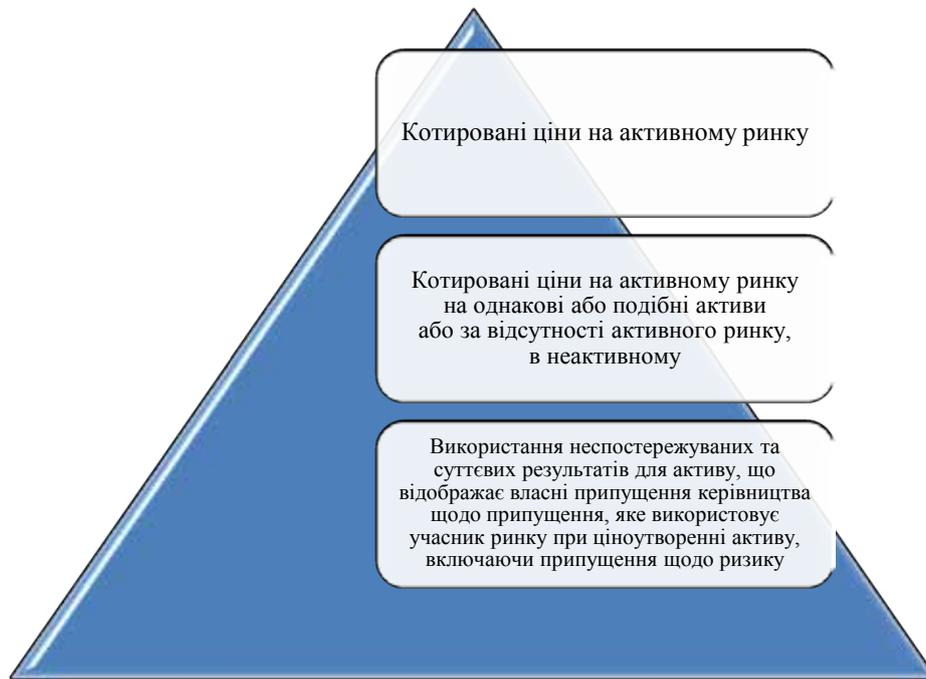 Котировані ціни на активному ринку
Котировані ціни на активному ринку
на однакові або подібні активи
або за відсутності активного ринку,
в неактивному
Використання неспостережуваних та
суттєвих результатів для активу, що
відображає власні припущення керівництва
щодо припущення, яке використовує
учасник ринку при ціноутворенні активу,
включаючи припущення щодо ризику